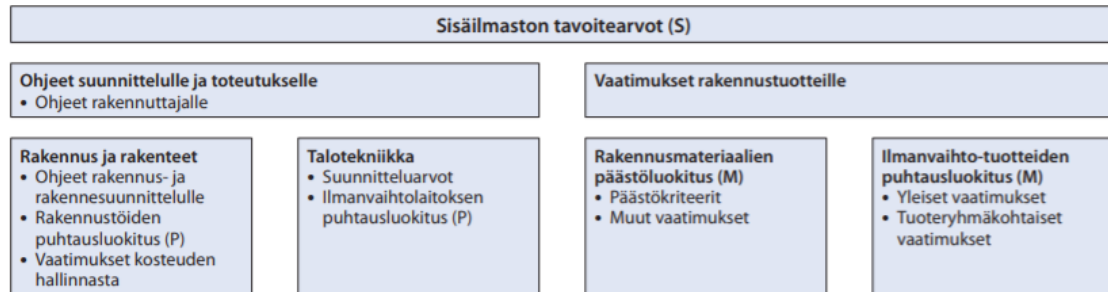 Sisäilmaston tavoitearvot (S)
Ohjeet suunnittelulle ja toteutukselle
• Ohjeet rakennuttajalle
Vaatimukset rakennustuotteille
Rakennus ja rakenteet
• Ohjeet rakennus- ja
rakennesuunnittelulle
• Rakennustöiden
puhtausluokitus (P)
• Vaatimukset kosteuden
hallinnasta
Talotekniikka
• Suunnitteluarvot
• Ilmanvaihtolaitoksen
puhtausluokitus (P)
Rakennusmateriaalien
päästöluokitus (M)
• Päästökriteerit
• Muut vaatimukset
Ilmanvaihto-tuotteiden
puhtausluokitus (M)
• Yleiset vaatimukset
• Tuoteryhmäkohtaiset
vaatimukset